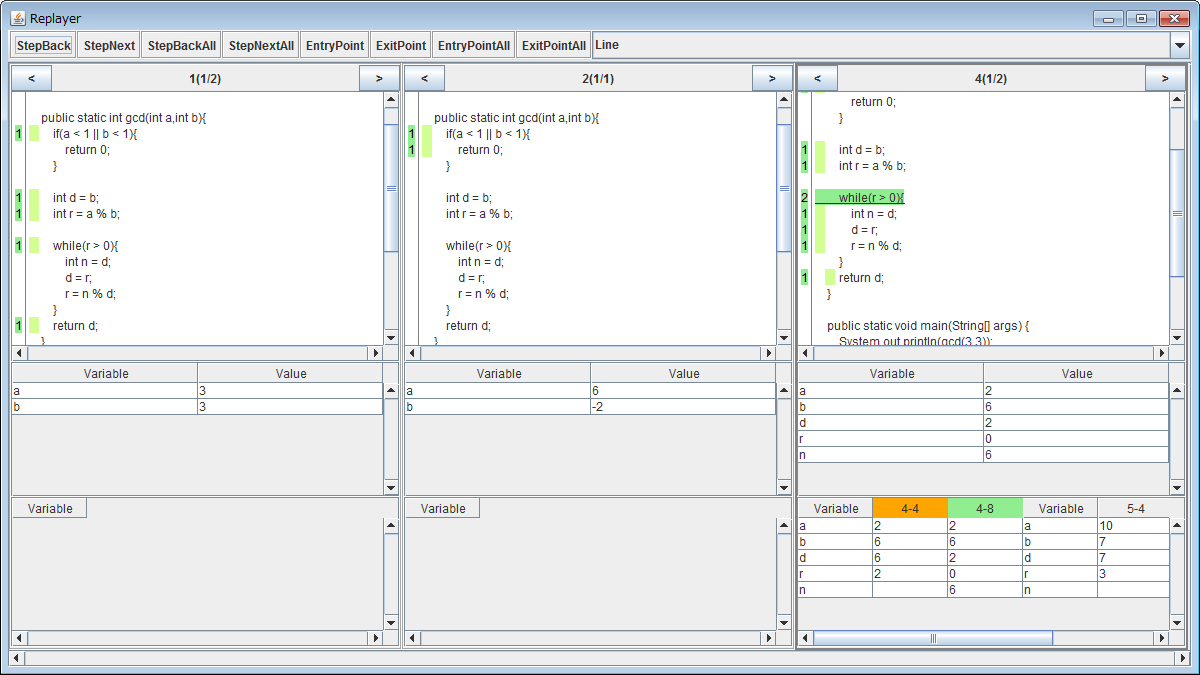 Replayer
StepBack StepNext StepBackAll StepNextAll EntryPoint ExitPoint EntryPointAll ExitPointAll Line
< 1(1/2) >
public static int gcd(int a,int b){
1 if(a < 1 || b < 1){
return 0;
}
1 int d = b;
1 int r = a % b;
1 while(r > 0){
int n = d;
d = r;
r = n % d;
}
1 return d;
}
Variable Value
a 3
b 3
Variable
< 2(1/1) >
public static int gcd(int a,int b){
1 if(a < 1 || b < 1){
1 return 0;
}
int d = b;
int r = a % b;
while(r > 0){
int n = d;
d = r;
r = n % d;
}
return d;
}
Variable Value
a 6
b -2
Variable
< 4(1/2) >
return 0;
}
1 int d = b;
1 int r = a % b;
2 while(r > 0){
1 int n = d;
1 d = r;
1 r = n % d;
}
1 return d;
}
public static void main(String[] args) {
System.out.println(gcd(3,3));
Variable Value
a 2
b 6
d 2
r 0
n 6
Variable 4-4 4-8 Variable 5-4
a 2 2 a 10
b 6 6 b 7
d 6 2 d 7
r 2 0 r 3
n 6 n